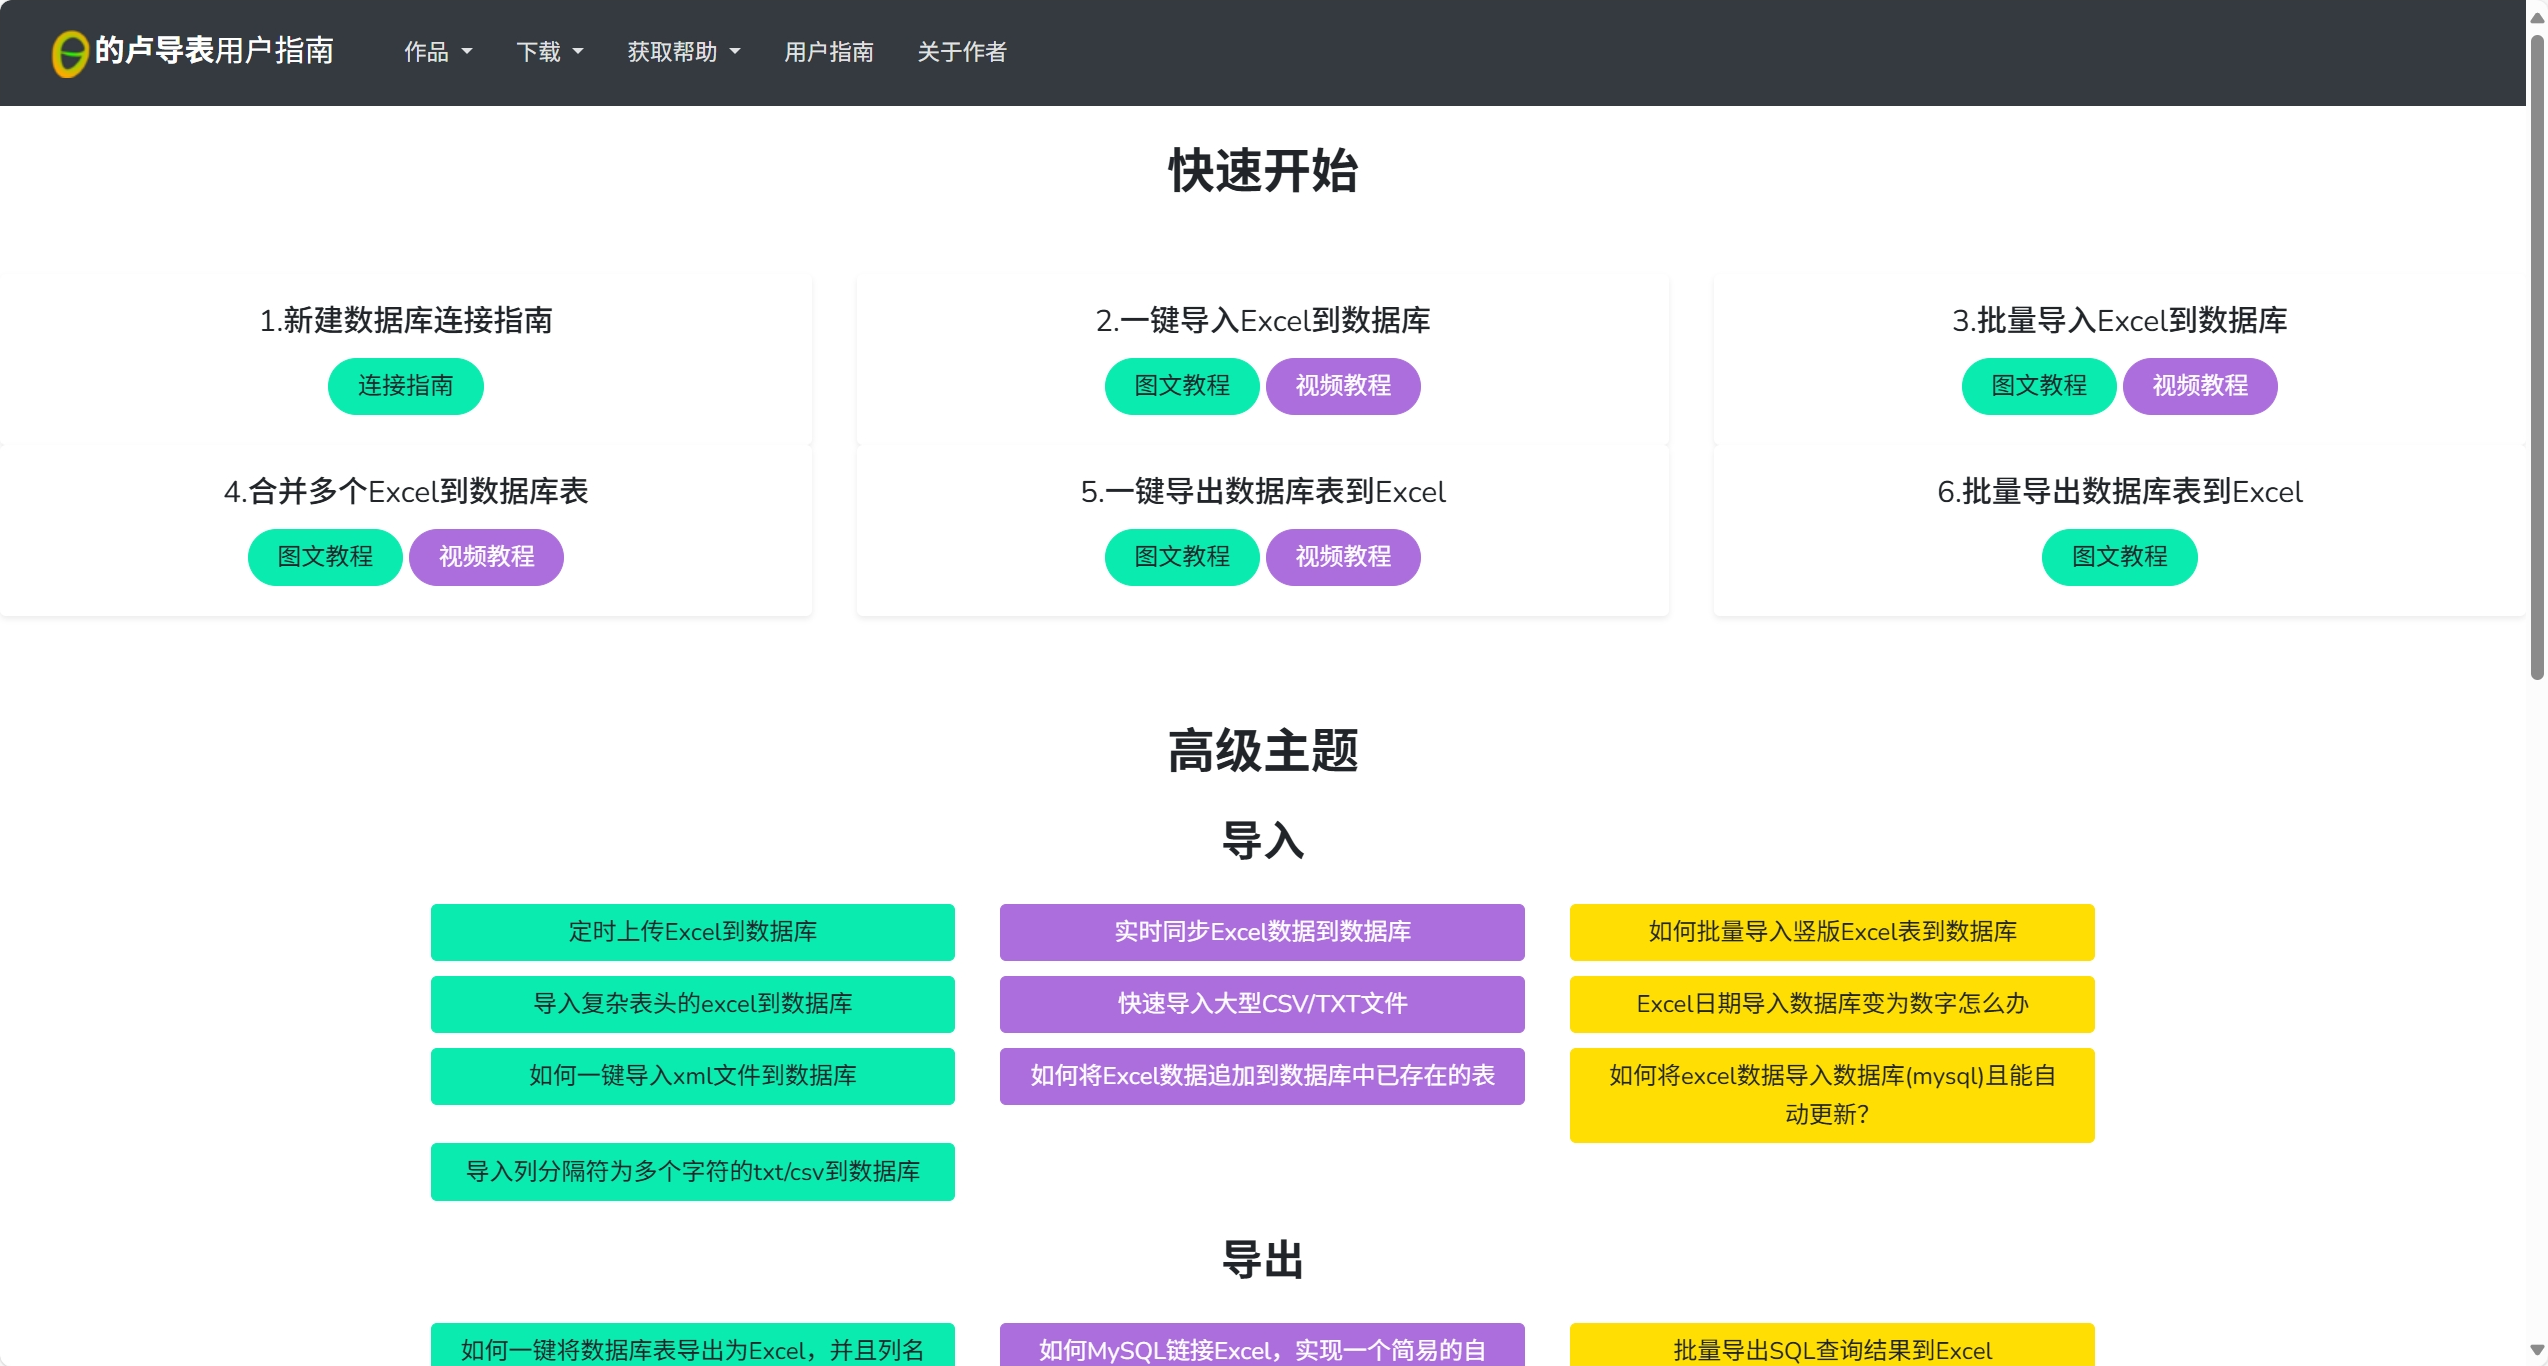 的卢导表用户指南 作品 下载 获取帮助 用户指南 关于作者
快速开始
1.新建数据库连接指南
连接指南
2.一键导入Excel到数据库
图文教程 视频教程
3.批量导入Excel到数据库
图文教程 视频教程
4.合并多个Excel到数据库表
图文教程 视频教程
5.一键导出数据库表到Excel
图文教程 视频教程
6.批量导出数据库表到Excel
图文教程
高级主题
导入
定时上传Excel到数据库
实时同步Excel数据到数据库
如何批量导入竖版Excel表到数据库
导入复杂表头的excel到数据库
快速导入大型CSV/TXT文件
Excel日期导入数据库变为数字怎么办
如何一键导入xml文件到数据库
如何将Excel数据追加到数据库中已存在的表
如何将excel数据导入数据库(mysql)且能自
动更新?
导入列分隔符为多个字符的txt/csv到数据库
导出
如何一键将数据库表导出为Excel，并且列名
如何MySQL链接Excel，实现一个简易的自
批量导出SQL查询结果到Excel